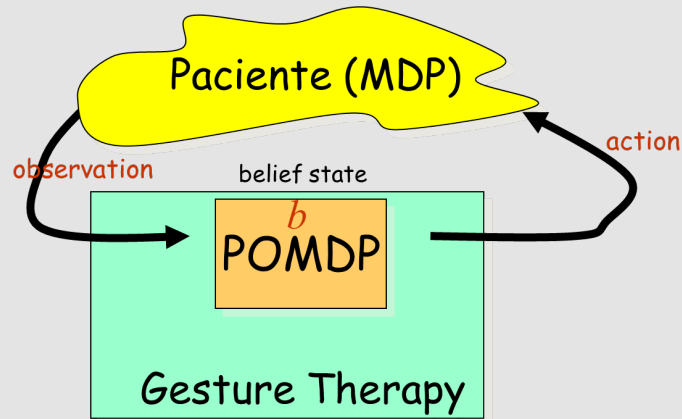 Paciente (MDP)
action
observation
belief state
b
POMDP
Gesture Therapy